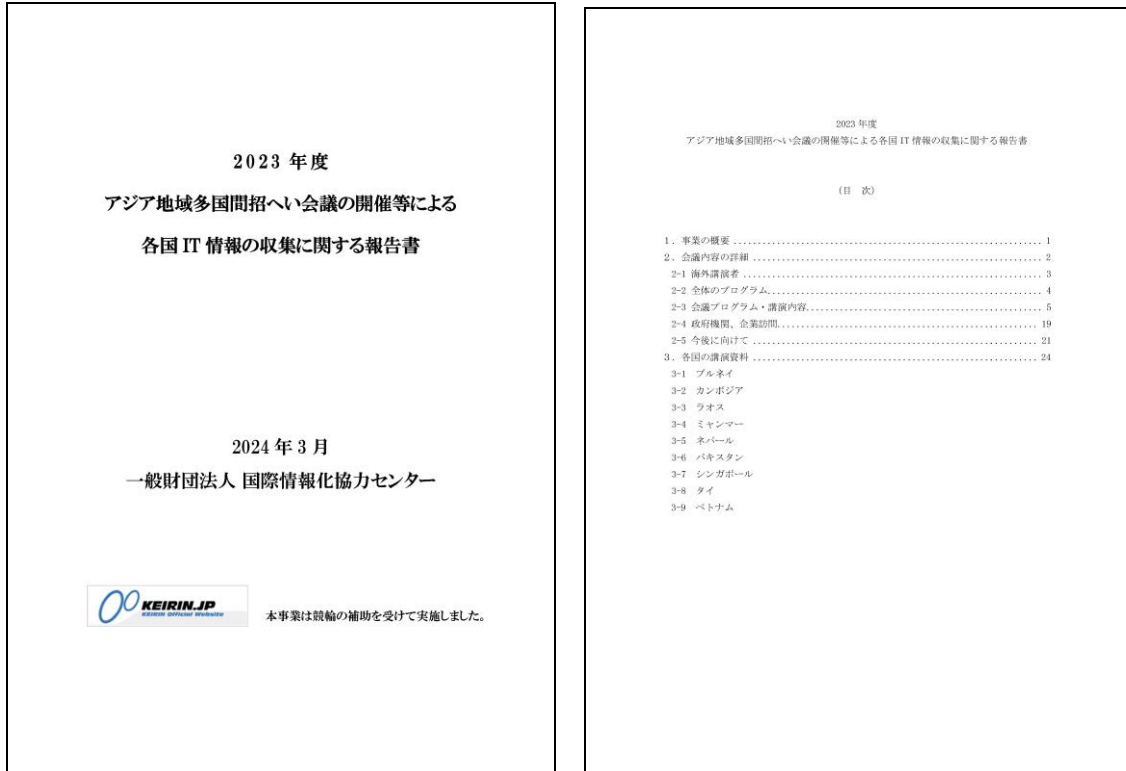 2023 年度
アジア地域多国間招へい会議の開催等による
各国 IT 情報の収集に関する報告書
2024 年 3 月
一般財団法人 国際情報化協力センター
KEIRIN.JP
KEIRIN Official Website
本事業は競輪の補助を受けて実施しました。
2023 年度
アジア地域多国間招へい会議の開催等による各国 IT 情報の収集に関する報告書
（目　次）
1. 事業の概要 ................................................................ 1
2. 会議内容の詳細 ............................................................ 2
2-1 海外講演者 .............................................................. 3
2-2 全体のプログラム........................................................ 4
2-3 会議プログラム・講演内容................................................ 5
2-4 政府機関、企業訪問..................................................... 19
2-5 今後に向けて ........................................................... 21
3. 各国の講演資料 ........................................................... 24
3-1 ブルネイ
3-2 カンボジア
3-3 ラオス
3-4 ミャンマー
3-5 ネパール
3-6 パキスタン
3-7 シンガポール
3-8 タイ
3-9 ベトナム